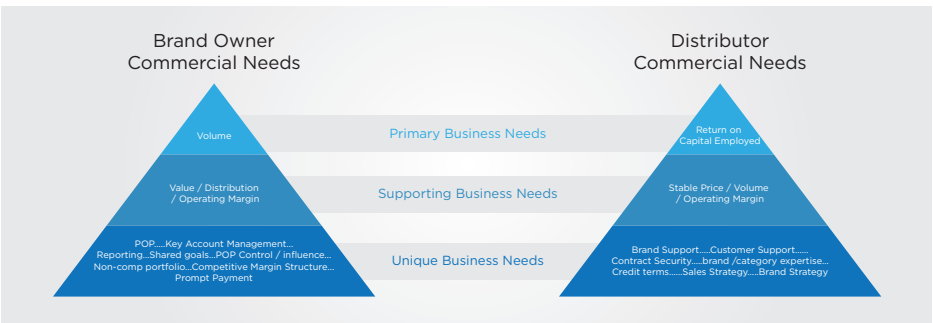 Brand Owner
Commercial Needs
Distributor
Commercial Needs
Volume
Primary Business Needs
Return on
Capital Employed
Value / Distribution
/ Operating Margin
Supporting Business Needs
Stable Price / Volume
/ Operating Margin
POP.....Key Account Management...
Reporting...Shared goals...POP Control / influence...
Non-comp portfolio...Competitive Margin Structure...
Prompt Payment
Unique Business Needs
Brand Support.....Customer Support.....
Contract Security.....brand /category expertise...
Credit terms......Sales Strategy....Brand Strategy